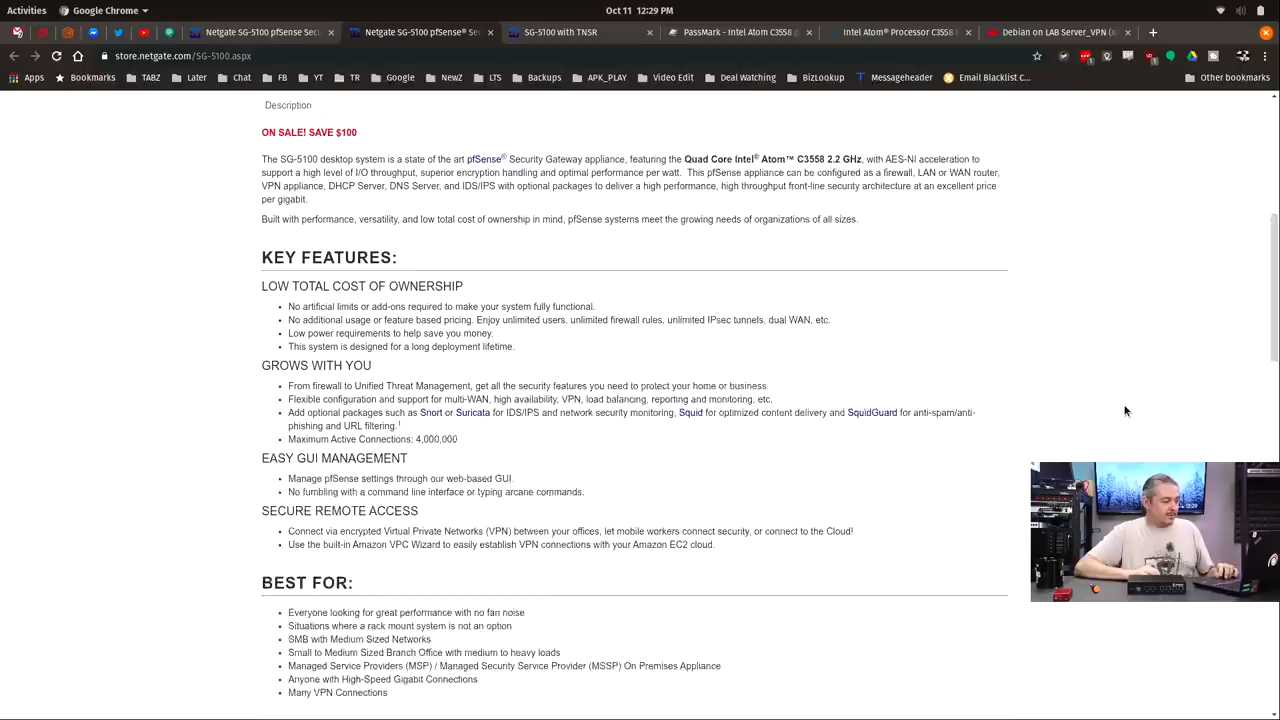 Activities Google Chrome Oct 11 12:29 PM
Netgate SG-5100 pfSense Secu Netgate SG-5100 pfSense® Se SG-5100 with TNSR PassMark - Intel Atom C3558 @ Intel Atom® Processor C3558 Debian on LAB Server_VPN (x
store.netgate.com/SG-5100.aspx
Apps Bookmarks TABZ Later Chat FB YT TR Google NewZ LTS Backups APK_PLAY Video Edit Deal Watching BizLookup Messageheader Email Blacklist C... Other bookmarks
Description
ON SALE! SAVE $100
The SG-5100 desktop system is a state of the art pfSense® Security Gateway appliance, featuring the Quad Core Intel® Atom™ C3558 2.2 GHz, with AES-NI acceleration to
support a high level of I/O throughput, superior encryption handling and optimal performance per watt. This pfSense appliance can be configured as a firewall, LAN or WAN router,
VPN appliance, DHCP Server, DNS Server, and IDS/IPS with optional packages to deliver a high performance, high throughput front-line security architecture at an excellent price
per gigabit.
Built with performance, versatility, and low total cost of ownership in mind, pfSense systems meet the growing needs of organizations of all sizes.
KEY FEATURES:
LOW TOTAL COST OF OWNERSHIP
• No artificial limits or add-ons required to make your system fully functional.
• No additional usage or feature based pricing. Enjoy unlimited users, unlimited firewall rules, unlimited IPsec tunnels, dual WAN, etc.
• Low power requirements to help save you money.
• This system is designed for a long deployment lifetime.
GROWS WITH YOU
• From firewall to Unified Threat Management, get all the security features you need to protect your home or business.
• Flexible configuration and support for multi-WAN, high availability, VPN, load balancing, reporting and monitoring, etc.
• Add optional packages such as Snort or Suricata for IDS/IPS and network security monitoring, Squid for optimized content delivery and SquidGuard for anti-spam/anti-
phishing and URL filtering.¹
• Maximum Active Connections: 4,000,000
EASY GUI MANAGEMENT
• Manage pfSense settings through our web-based GUI.
• No fumbling with a command line interface or typing arcane commands.
SECURE REMOTE ACCESS
• Connect via encrypted Virtual Private Networks (VPN) between your offices, let mobile workers connect security, or connect to the Cloud!
• Use the built-in Amazon VPC Wizard to easily establish VPN connections with your Amazon EC2 cloud.
BEST FOR:
• Everyone looking for great performance with no fan noise
• Situations where a rack mount system is not an option
• SMB with Medium Sized Networks
• Small to Medium Sized Branch Office with medium to heavy loads
• Managed Service Providers (MSP) / Managed Security Service Provider (MSSP) On Premises Appliance
• Anyone with High-Speed Gigabit Connections
• Many VPN Connections